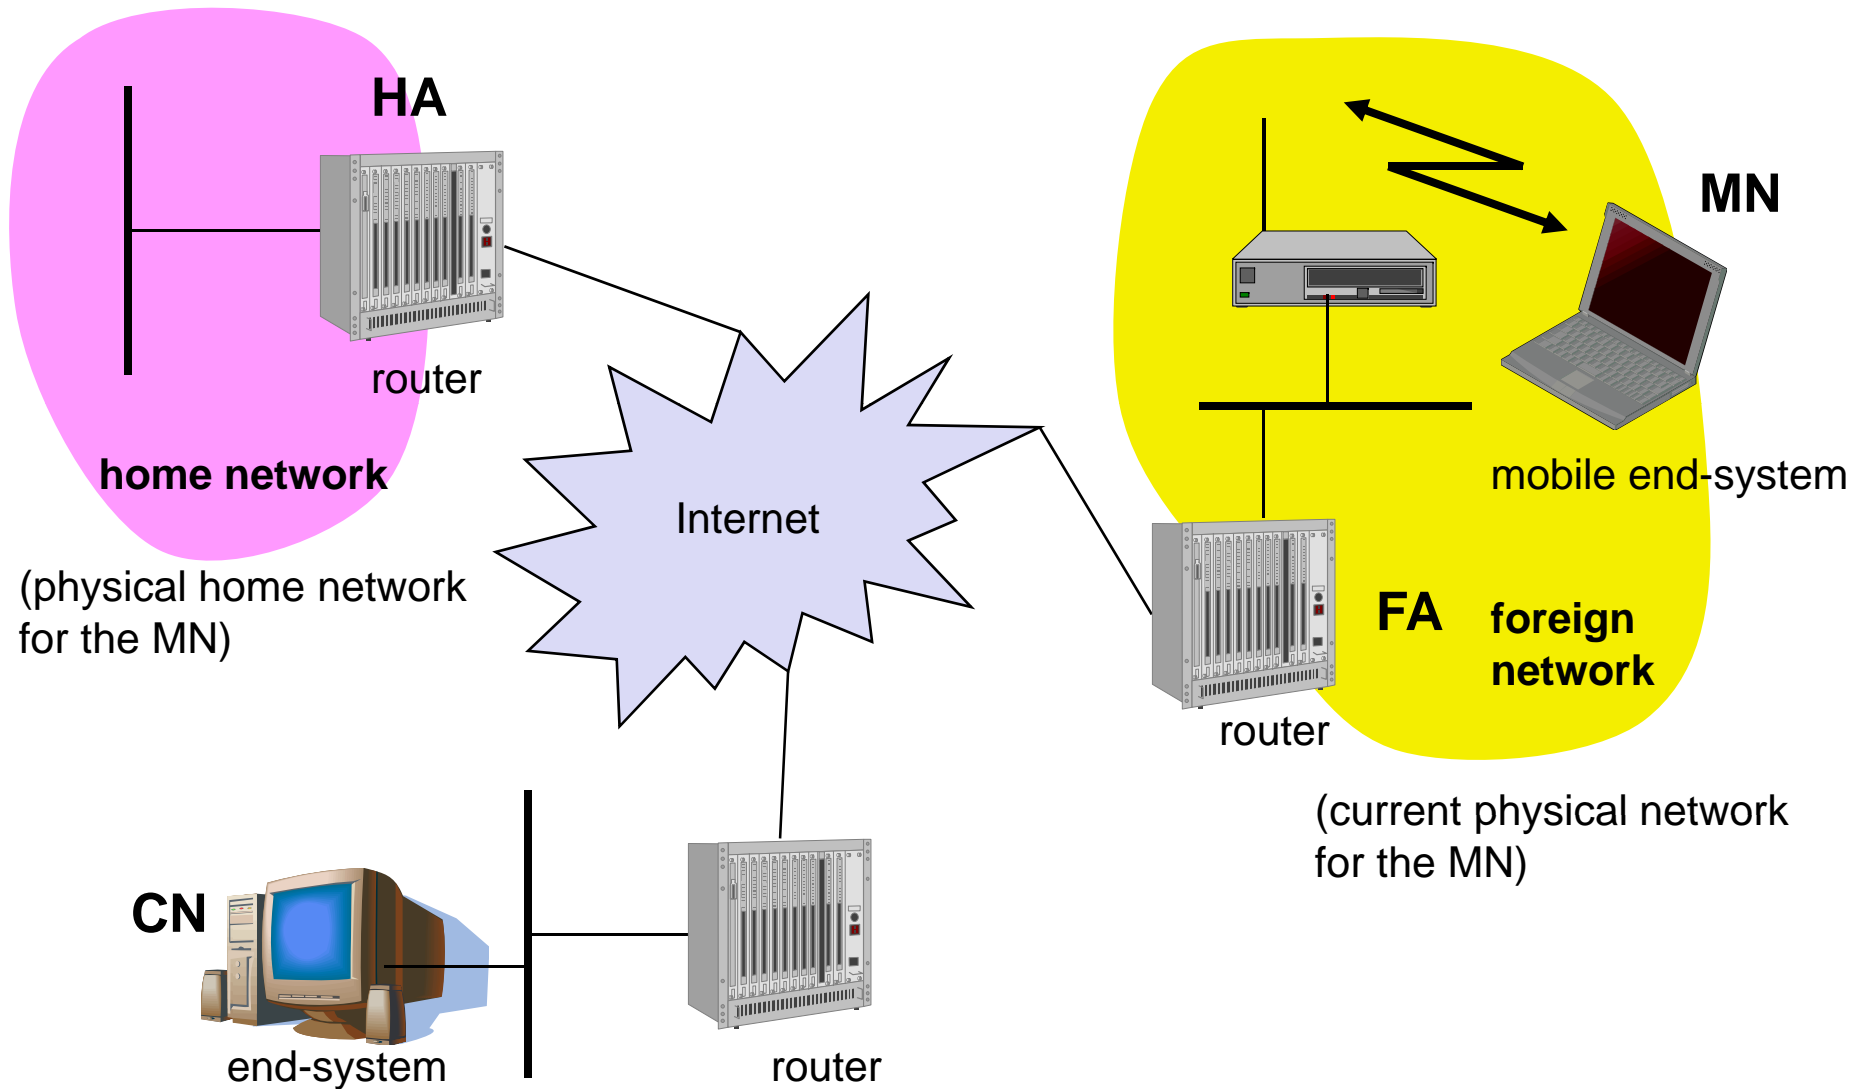 HA
router
home network
(physical home network
for the MN)
Internet
MN
mobile end-system
FA
foreign
network
router
(current physical network
for the MN)
CN
end-system
router